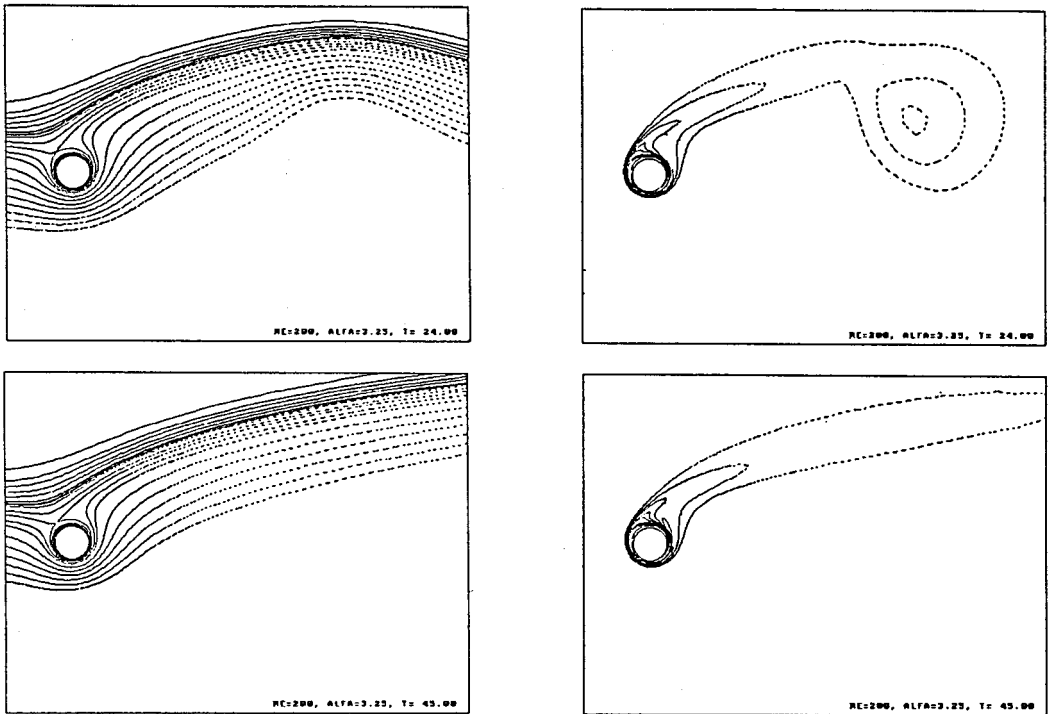 RE=200, ALFA=3.25, T= 24.00
RE=200, ALFA=3.25, T= 24.00
RE=200, ALFA=3.25, T= 45.00
RE=200, ALFA=3.25, T= 45.00